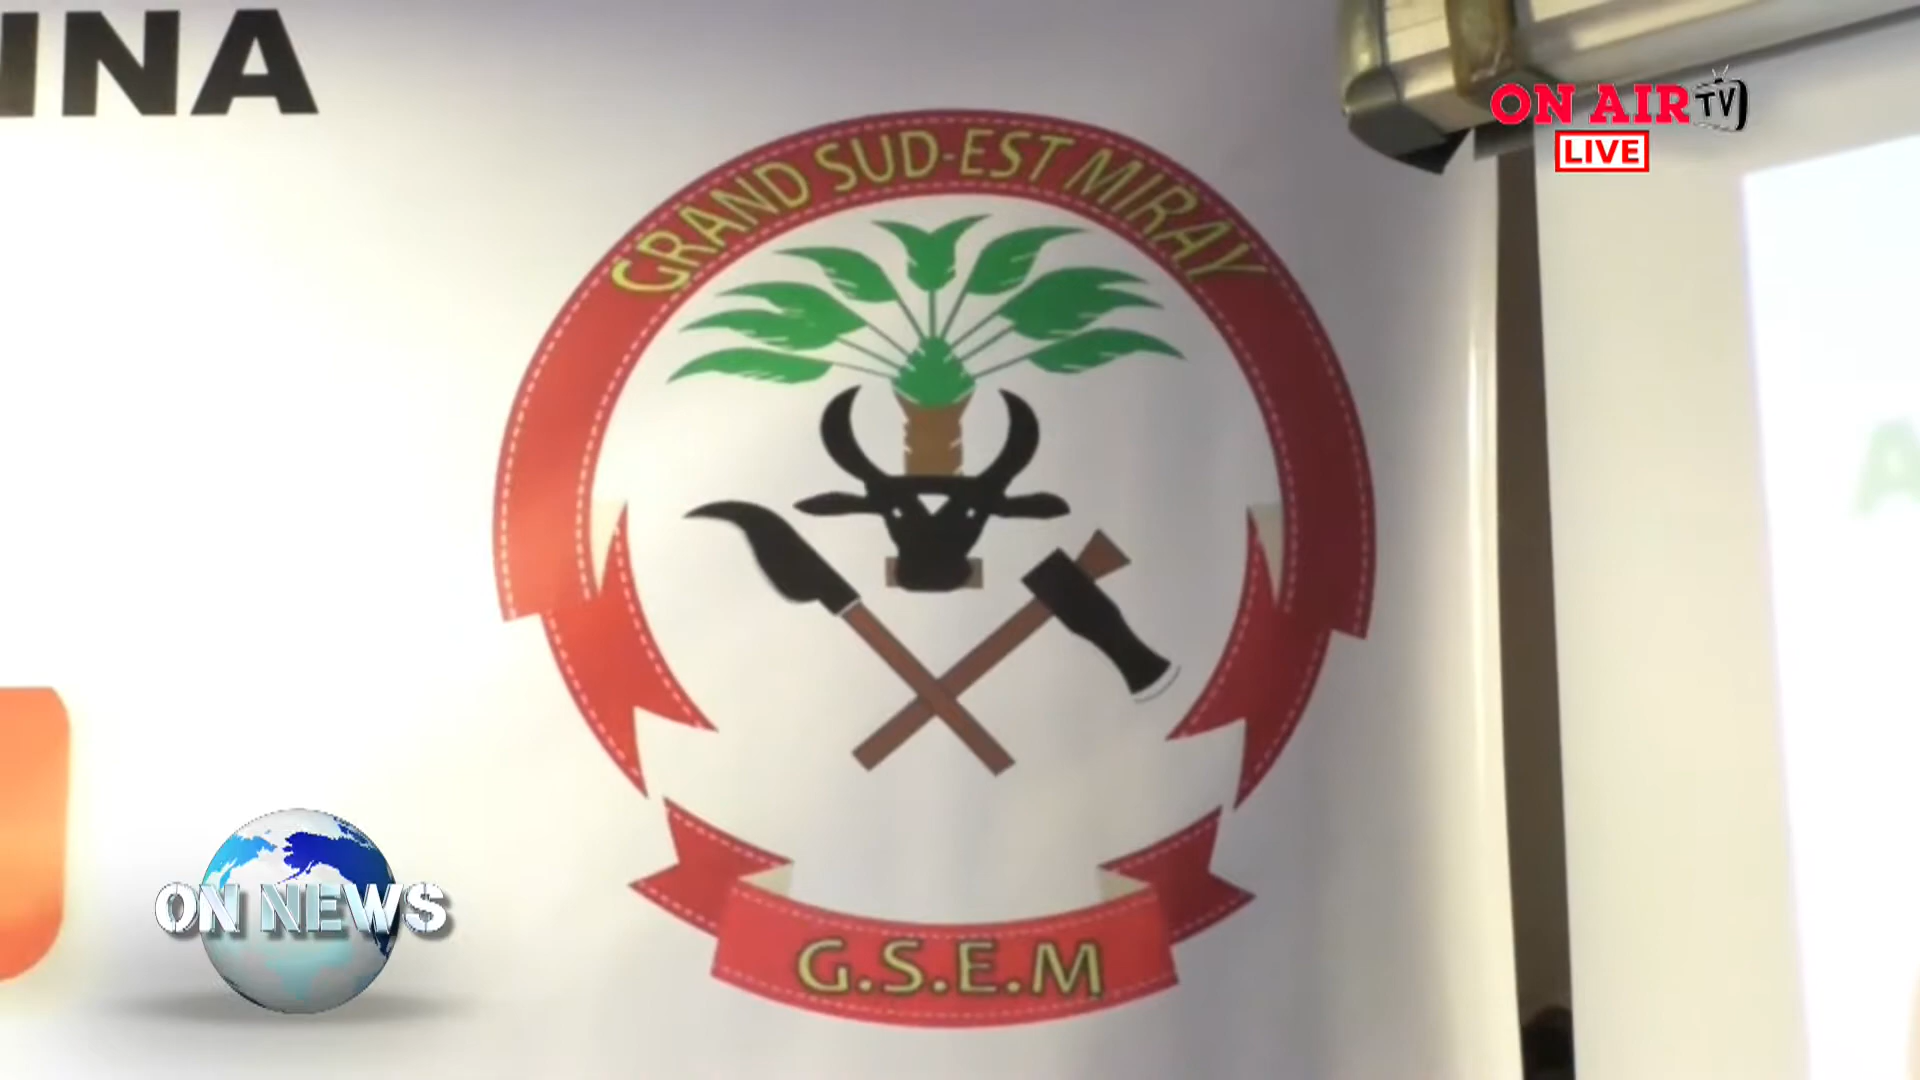 INA
ON AIR TV
LIVE
GRAND SUD-EST MIRAY
G.S.E.M
ON NEWS
A